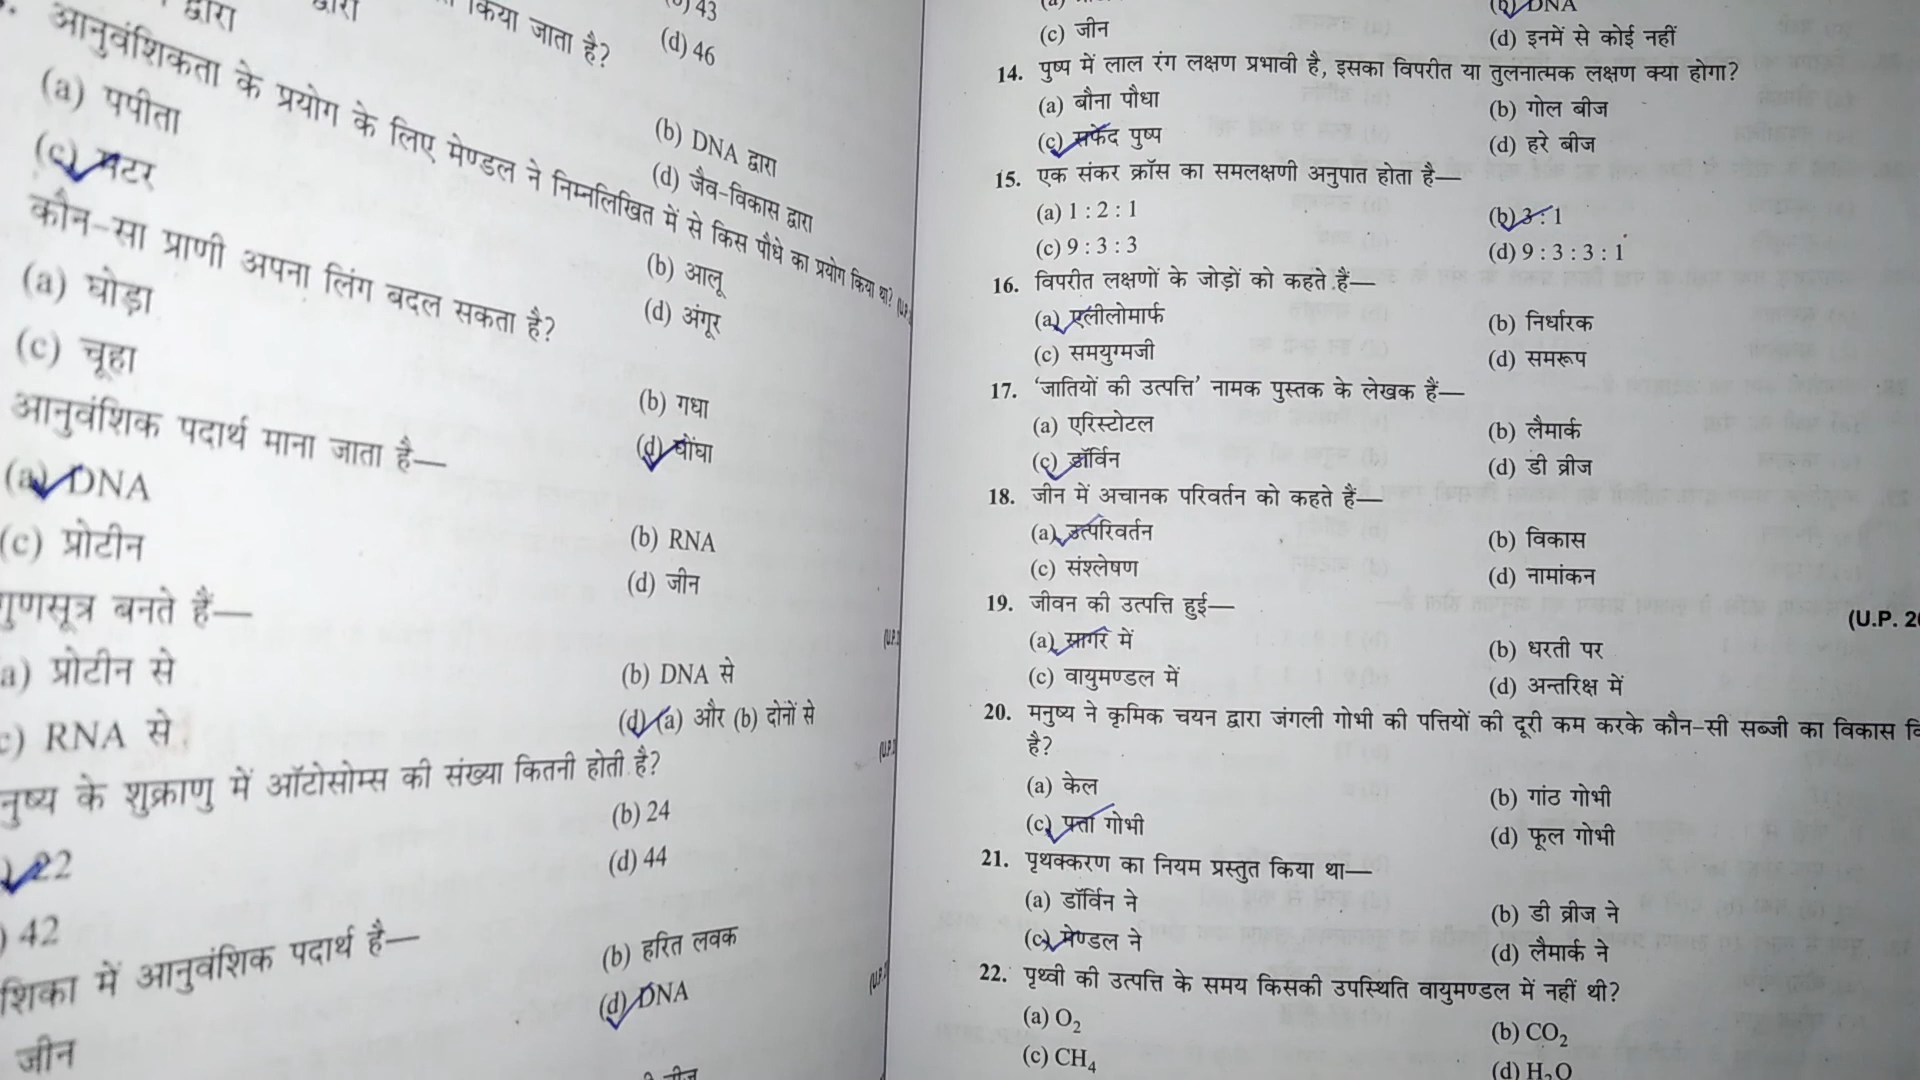 द्वारा
द्वारा
किया जाता है?
43
(d) 46
(b) DNA द्वारा
(d) जैव-विकास द्वारा
आनुवंशिकता के प्रयोग के लिए मेण्डल ने निम्नलिखित में से किस पौधे का प्रयोग किया था?
(a) पपीता
(b) आलू
(c) मटर
(d) अंगूर
कौन-सा प्राणी अपना लिंग बदल सकता है?
(a) घोड़ा
(b) गधा
(c) चूहा
(d) घोंघा
आनुवंशिक पदार्थ माना जाता है—
(a) DNA
(b) RNA
(c) प्रोटीन
(d) जीन
गुणसूत्र बनते हैं—
a) प्रोटीन से
(b) DNA से
c) RNA से
(d) (a) और (b) दोनों से
नुष्य के शुक्राणु में ऑटोसोम्स की संख्या कितनी होती है?
) 22
(b) 24
) 42
(d) 44
शिका में आनुवंशिक पदार्थ है—
(b) हरित लवक
जीन
(d) DNA
(b) DNA
(c) जीन
(d) इनमें से कोई नहीं
14. पुष्प में लाल रंग लक्षण प्रभावी है, इसका विपरीत या तुलनात्मक लक्षण क्या होगा?
(a) बौना पौधा
(b) गोल बीज
(c) सफेद पुष्प
(d) हरे बीज
15. एक संकर क्रॉस का समलक्षणी अनुपात होता है—
(a) 1 : 2 : 1
(b) 3 : 1
(c) 9 : 3 : 3
(d) 9 : 3 : 3 : 1
16. विपरीत लक्षणों के जोड़ों को कहते हैं—
(a) एलीलोमार्फ
(b) निर्धारक
(c) समयुग्मजी
(d) समरूप
17. ‘जातियों की उत्पत्ति’ नामक पुस्तक के लेखक हैं—
(a) एरिस्टोटल
(b) लैमार्क
(c) डॉर्विन
(d) डी व्रीज
18. जीन में अचानक परिवर्तन को कहते हैं—
(a) उत्परिवर्तन
(b) विकास
(c) संश्लेषण
(d) नामांकन
19. जीवन की उत्पत्ति हुई—
(U.P. 20
(a) सागर में
(b) धरती पर
(c) वायुमण्डल में
(d) अन्तरिक्ष में
20. मनुष्य ने कृमिक चयन द्वारा जंगली गोभी की पत्तियों की दूरी कम करके कौन-सी सब्जी का विकास
है?
(a) केल
(b) गांठ गोभी
(c) पत्ता गोभी
(d) फूल गोभी
21. पृथक्करण का नियम प्रस्तुत किया था—
(a) डॉर्विन ने
(b) डी व्रीज ने
(c) मेण्डल ने
(d) लैमार्क ने
22. पृथ्वी की उत्पत्ति के समय किसकी उपस्थिति वायुमण्डल में नहीं थी?
(a) O₂
(b) CO₂
(c) CH₄
(d) H₂O